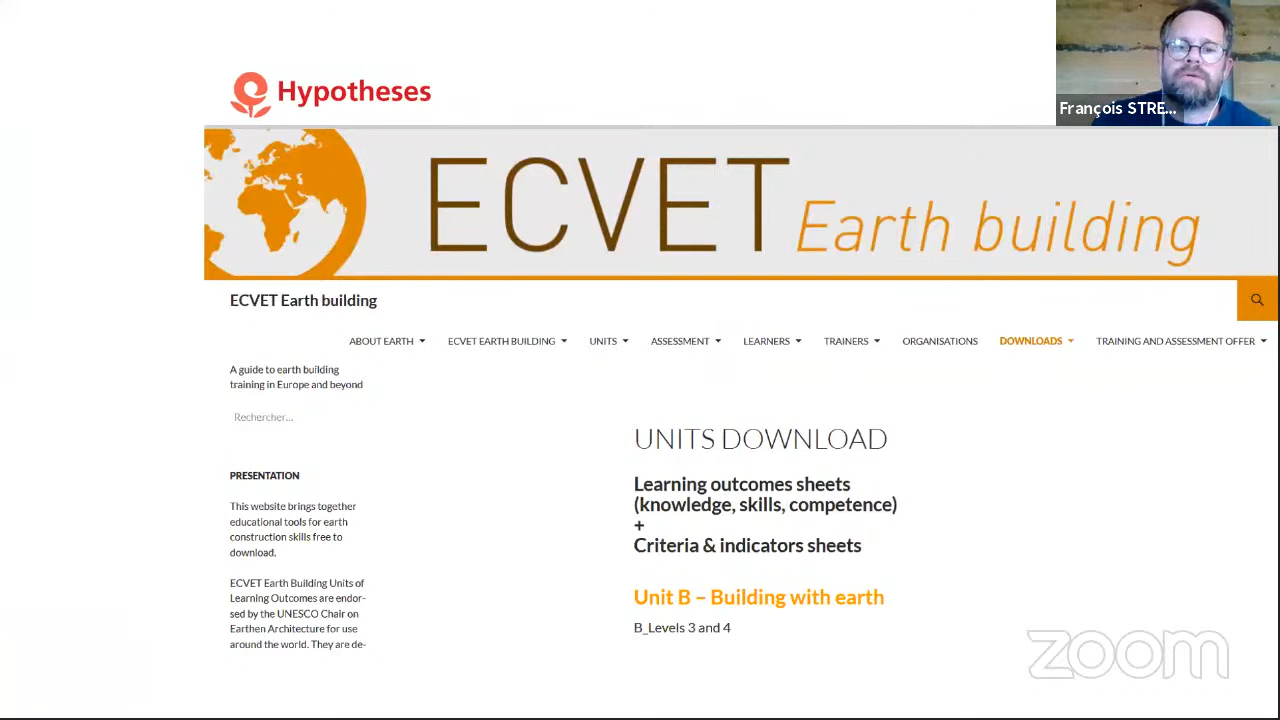 Hypotheses
François STRE...
ECVET Earth building
ECVET Earth building
ABOUT EARTH
ECVET EARTH BUILDING
UNITS
ASSESSMENT
LEARNERS
TRAINERS
ORGANISATIONS
DOWNLOADS
TRAINING AND ASSESSMENT OFFER
A guide to earth building
training in Europe and beyond
Rechercher...
PRESENTATION
This website brings together
educational tools for earth
construction skills free to
download.
ECVET Earth Building Units of
Learning Outcomes are endor-
sed by the UNESCO Chair on
Earthen Architecture for use
around the world. They are de-
UNITS DOWNLOAD
Learning outcomes sheets
(knowledge, skills, competence)
+
Criteria & indicators sheets
Unit B – Building with earth
B_Levels 3 and 4
zoom